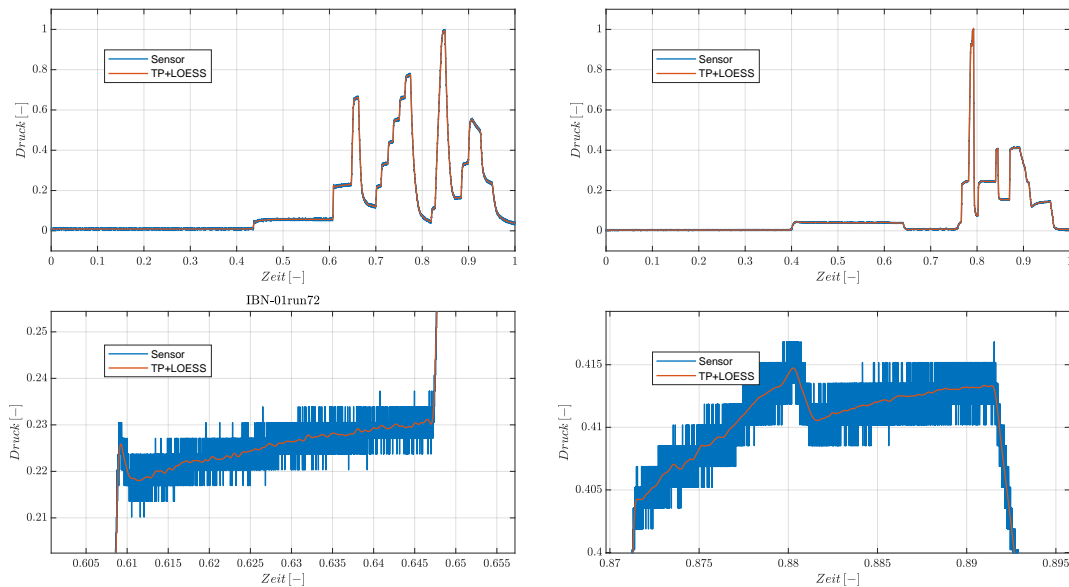 1
0.8
0.6
0.4
0.2
0
Druck [−]
Sensor
TP+LOESS
0 0.1 0.2 0.3 0.4 0.5 0.6 0.7 0.8 0.9 1
Zeit [−]
1
0.8
0.6
0.4
0.2
0
Druck [−]
Sensor
TP+LOESS
0 0.1 0.2 0.3 0.4 0.5 0.6 0.7 0.8 0.9 1
Zeit [−]
IBN-01run72
0.25
0.24
0.23
0.22
0.21
Druck [−]
Sensor
TP+LOESS
0.605 0.61 0.615 0.62 0.625 0.63 0.635 0.64 0.645 0.65 0.655
Zeit [−]
0.415
0.41
0.405
0.4
Druck [−]
Sensor
TP+LOESS
0.87 0.875 0.88 0.885 0.89 0.895
Zeit [−]